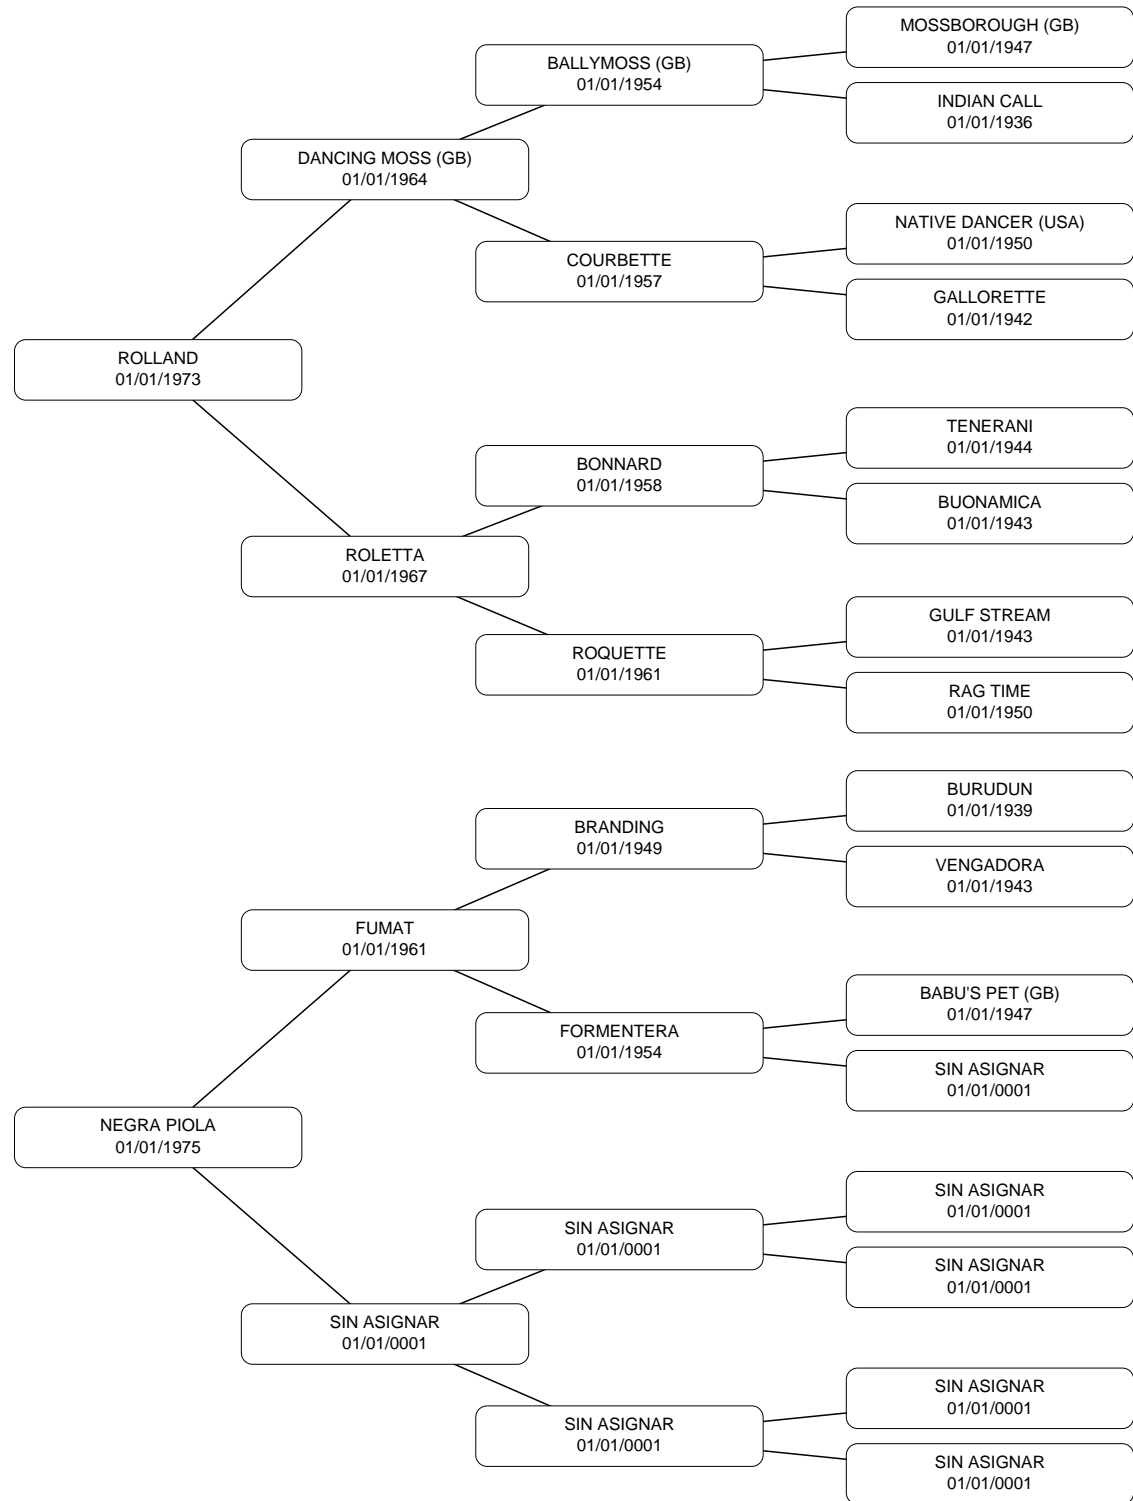 MOSSBOROUGH (GB)
01/01/1947
BALLYMOSS (GB)
01/01/1954
INDIAN CALL
01/01/1936
DANCING MOSS (GB)
01/01/1964
NATIVE DANCER (USA)
01/01/1950
COURBETTE
01/01/1957
GALLORETTE
01/01/1942
ROLLAND
01/01/1973
TENERANI
01/01/1944
BONNARD
01/01/1958
BUONAMICA
01/01/1943
ROLETTA
01/01/1967
GULF STREAM
01/01/1943
ROQUETTE
01/01/1961
RAG TIME
01/01/1950
BURUDUN
01/01/1939
BRANDING
01/01/1949
VENGADORA
01/01/1943
FUMAT
01/01/1961
BABU'S PET (GB)
01/01/1947
FORMENTERA
01/01/1954
SIN ASIGNAR
01/01/0001
NEGRA PIOLA
01/01/1975
SIN ASIGNAR
01/01/0001
SIN ASIGNAR
01/01/0001
SIN ASIGNAR
01/01/0001
SIN ASIGNAR
01/01/0001
SIN ASIGNAR
01/01/0001
SIN ASIGNAR
01/01/0001
SIN ASIGNAR
01/01/0001